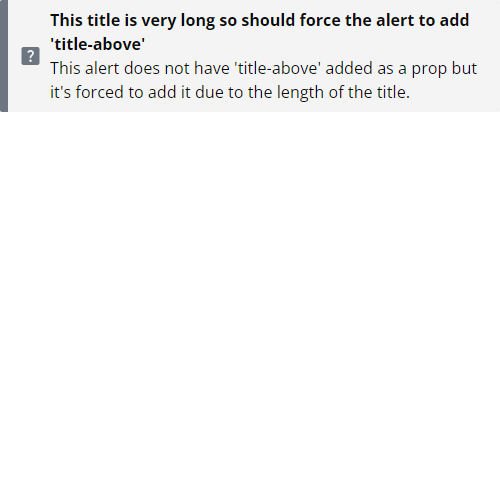 This title is very long so should force the alert to add
'title-above'
?
This alert does not have 'title-above' added as a prop but
it's forced to add it due to the length of the title.